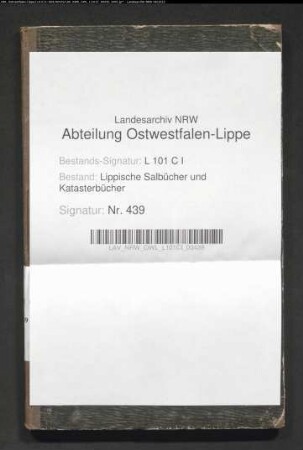 Landesarchiv NRW
Abteilung Ostwestfalen-Lippe
Bestands-Signatur: L 101 C I
Bestand: Lippische Salbücher und
Katasterbücher
Signatur: Nr. 439